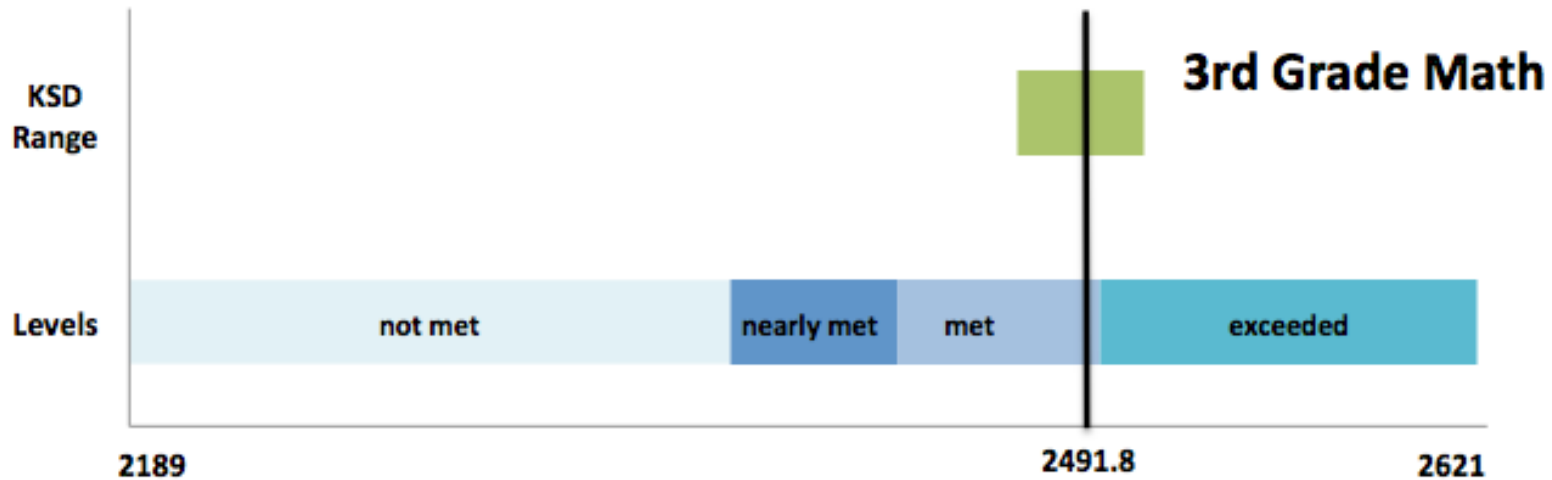 3rd Grade Math
KSD
Range
Levels
not met
nearly met
met
exceeded
2189
2491.8
2621